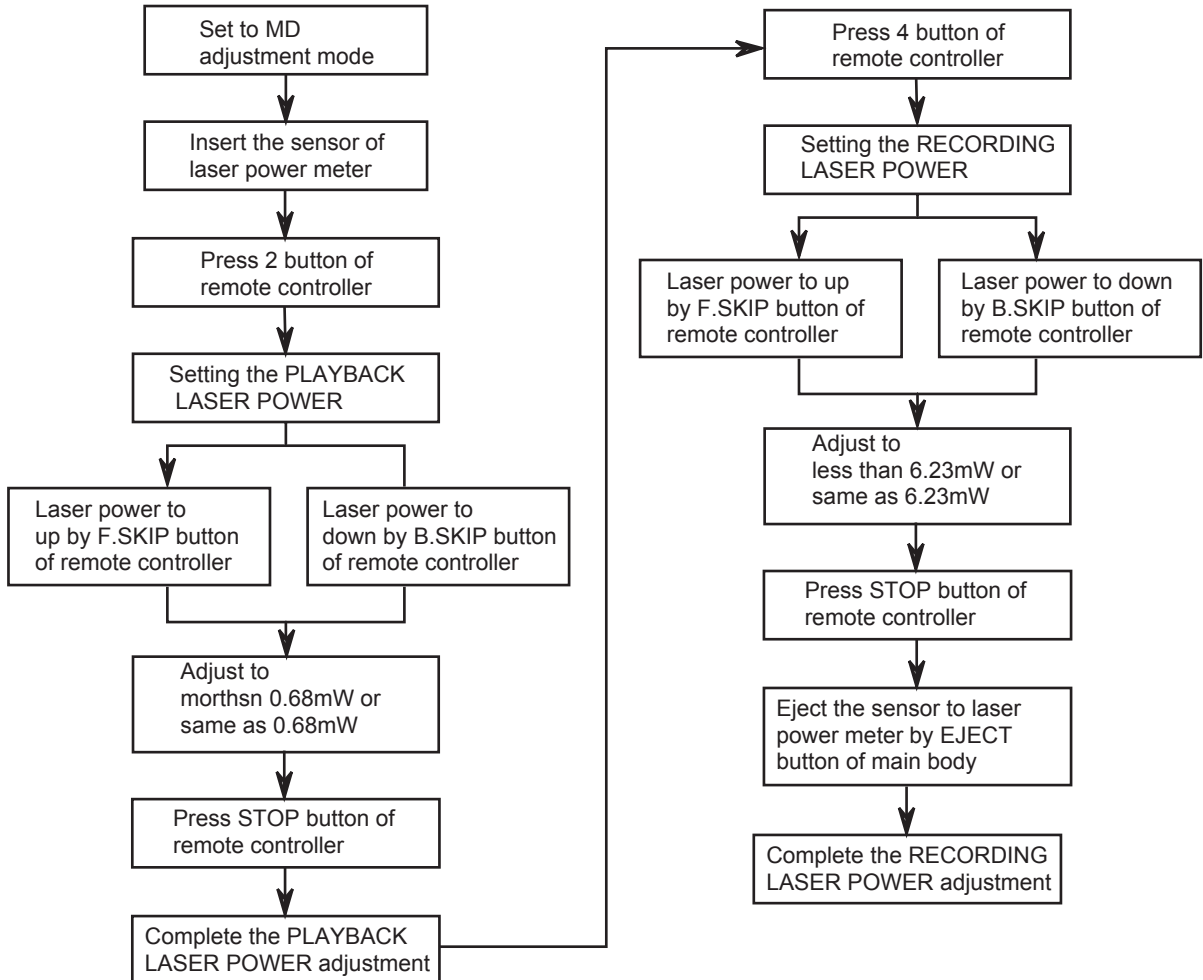 Set to MD
adjustment mode
Insert the sensor of
laser power meter
Press 2 button of
remote controller
Setting the PLAYBACK
LASER POWER
Laser power to
up by F.SKIP button
of remote controller
Laser power to
down by B.SKIP button
of remote controller
Adjust to
morthsn 0.68mW or
same as 0.68mW
Press STOP button of
remote controller
Complete the PLAYBACK
LASER POWER adjustment
Press 4 button of
remote controller
Setting the RECORDING
LASER POWER
Laser power to up
by F.SKIP button of
remote controller
Laser power to down
by B.SKIP button of
remote controller
Adjust to
less than 6.23mW or
same as 6.23mW
Press STOP button of
remote controller
Eject the sensor to laser
power meter by EJECT
button of main body
Complete the RECORDING
LASER POWER adjustment